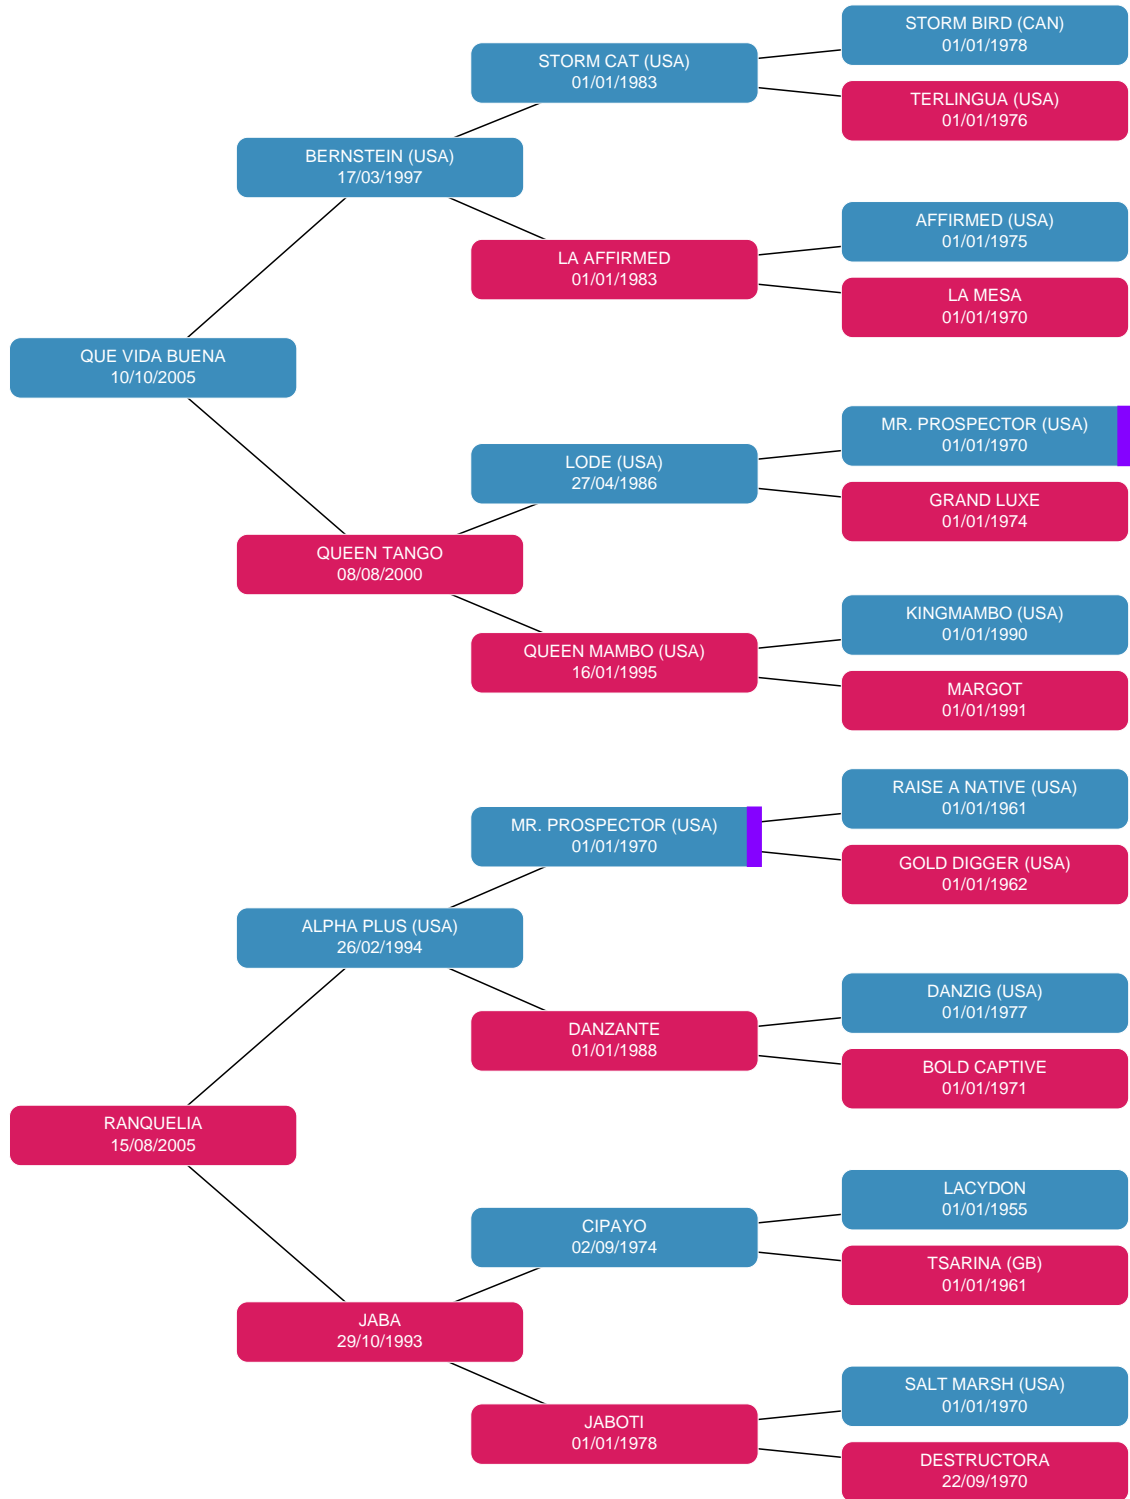 STORM BIRD (CAN)
01/01/1978
STORM CAT (USA)
01/01/1983
TERLINGUA (USA)
01/01/1976
BERNSTEIN (USA)
17/03/1997
AFFIRMED (USA)
01/01/1975
LA AFFIRMED
01/01/1983
LA MESA
01/01/1970
QUE VIDA BUENA
10/10/2005
MR. PROSPECTOR (USA)
01/01/1970
LODE (USA)
27/04/1986
GRAND LUXE
01/01/1974
QUEEN TANGO
08/08/2000
KINGMAMBO (USA)
01/01/1990
QUEEN MAMBO (USA)
16/01/1995
MARGOT
01/01/1991
RAISE A NATIVE (USA)
01/01/1961
MR. PROSPECTOR (USA)
01/01/1970
GOLD DIGGER (USA)
01/01/1962
ALPHA PLUS (USA)
26/02/1994
DANZIG (USA)
01/01/1977
DANZANTE
01/01/1988
BOLD CAPTIVE
01/01/1971
RANQUELIA
15/08/2005
LACYDON
01/01/1955
CIPAYO
02/09/1974
TSARINA (GB)
01/01/1961
JABA
29/10/1993
SALT MARSH (USA)
01/01/1970
JABOTI
01/01/1978
DESTRUCTORA
22/09/1970